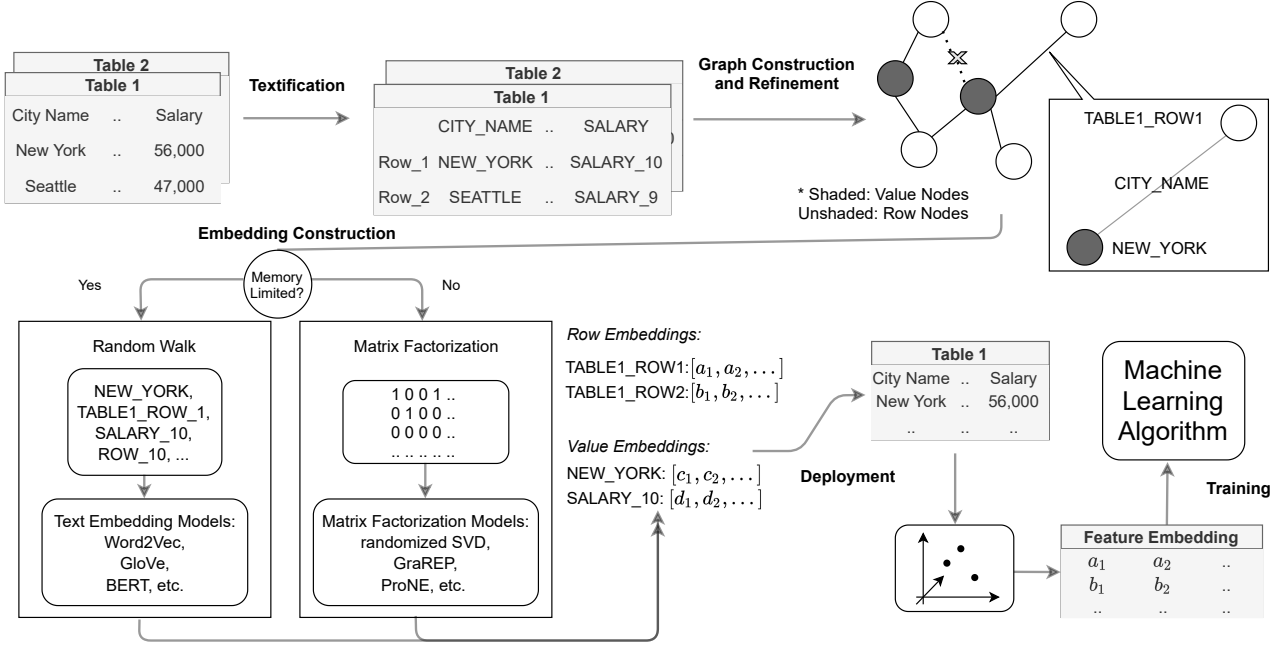 Table 2
Table 1
City Name .. Salary
New York .. 56,000
Seattle .. 47,000
Textification
Table 2
Table 1
CITY_NAME .. SALARY
Row_1 NEW_YORK .. SALARY_10
Row_2 SEATTLE .. SALARY_9
Graph Construction
and Refinement
TABLE1_ROW1
CITY_NAME
NEW_YORK
* Shaded: Value Nodes
Unshaded: Row Nodes
Embedding Construction
Memory
Limited?
Yes
No
Random Walk
NEW_YORK,
TABLE1_ROW_1,
SALARY_10,
ROW_10, ...
Text Embedding Models:
Word2Vec,
GloVe,
BERT, etc.
Matrix Factorization
1 0 0 1 ..
0 1 0 0 ..
0 0 0 0 ..
.. .. .. .. ..
Matrix Factorization Models:
randomized SVD,
GraREP,
ProNE, etc.
Row Embeddings:
TABLE1_ROW1:[a₁, a₂, . . . ]
TABLE1_ROW2:[b₁, b₂, . . . ]
Value Embeddings:
NEW_YORK: [c₁, c₂, . . . ]
SALARY_10: [d₁, d₂, . . . ]
Deployment
Table 1
City Name .. Salary
New York .. 56,000
.. .. ..
Feature Embedding
a₁ a₂ ..
b₁ b₂ ..
.. .. ..
Training
Machine
Learning
Algorithm